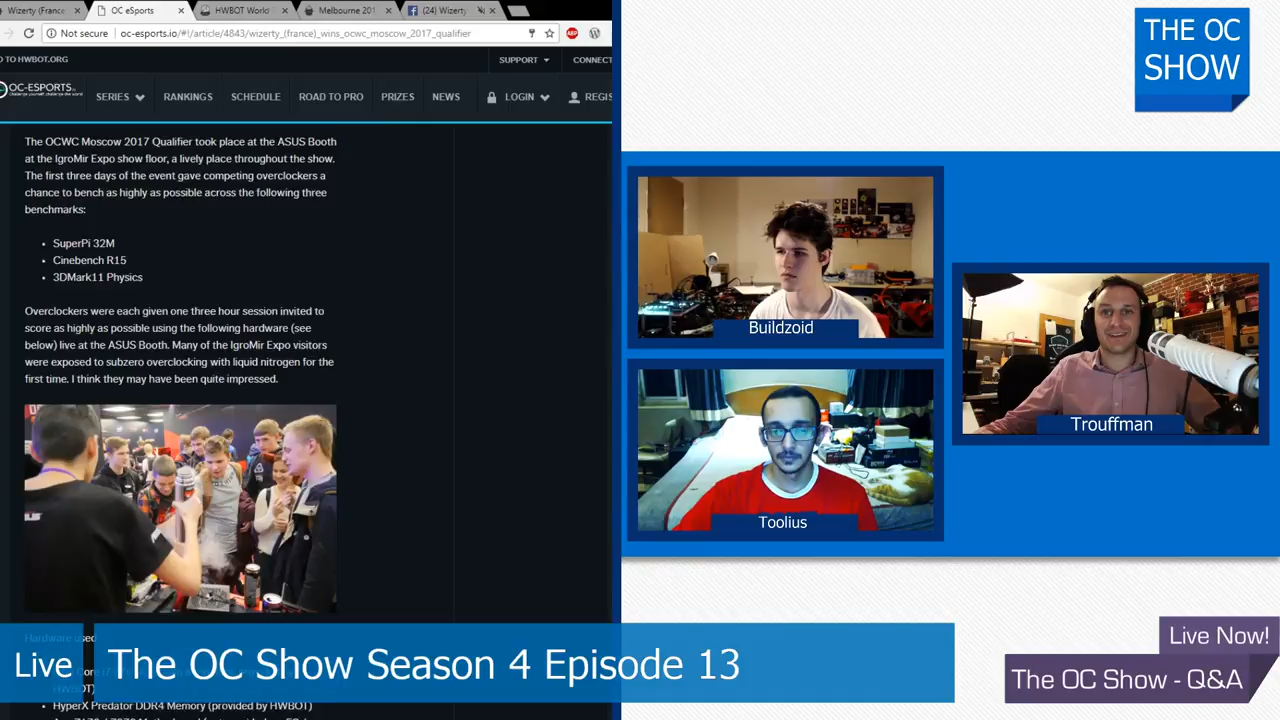 Wizerty (France
OC eSports
HWBOT World
Melbourne 201
(24) Wizerty
Not secure
oc-esports.io/#!/article/4843/wizerty_(france)_wins_ocwc_moscow_2017_qualifier
O TO HWBOT.ORG
SUPPORT
CONNECT
OC-ESPORTS
SERIES
RANKINGS
SCHEDULE
ROAD TO PRO
PRIZES
NEWS
LOGIN
REGIS
The OCWC Moscow 2017 Qualifier took place at the ASUS Booth
at the IgroMir Expo show floor, a lively place throughout the show.
The first three days of the event gave competing overclockers a
chance to bench as highly as possible across the following three
benchmarks:
SuperPi 32M
Cinebench R15
3DMark11 Physics
Overclockers were each given one three hour session invited to
score as highly as possible using the following hardware (see
below) live at the ASUS Booth. Many of the IgroMir Expo visitors
were exposed to subzero overclocking with liquid nitrogen for the
first time. I think they may have been quite impressed.
Hardware used
HWBOT)
HyperX Predator DDR4 Memory (provided by HWBOT)
THE OC
SHOW
Buildzoid
Toolius
Trouffman
Live
The OC Show Season 4 Episode 13
Live Now!
The OC Show - Q&A